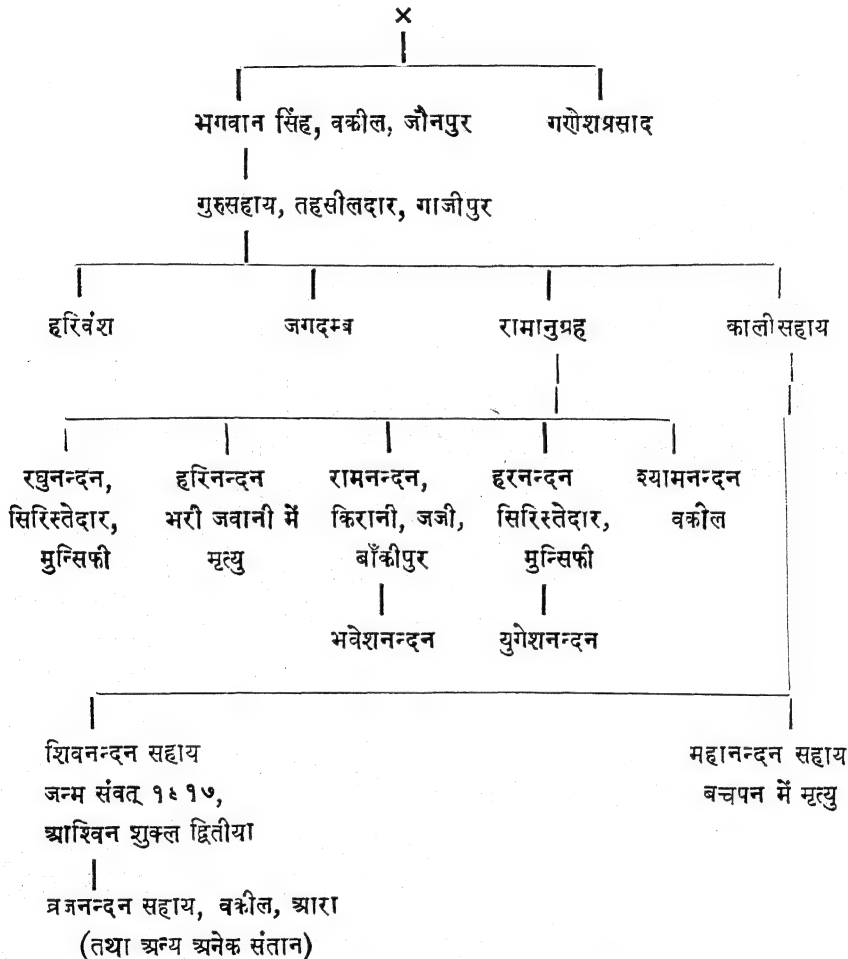 ×
भगवान सिंह, वकील, जौनपुर गणेशप्रसाद
गुरुसहाय, तहसीलदार, गाजीपुर
हरिवंश जगदम्ब रामानुग्रह कालीसहाय
रघुनन्दन, हरिनन्दन रामनन्दन, हरनन्दन श्यामनन्दन
सिरिस्तेदार, भरी जवानी में किरानी, जजी, सिरिस्तेदार, वकील
मुन्सिफी मृत्यु बाँकीपुर मुन्सिफी
भवेशनन्दन युगेशनन्दन
शिवनन्दन सहाय महानन्दन सहाय
जन्म संवत् १९१७, बचपन में मृत्यु
आश्विन शुक्ल द्वितीया
व्रजनन्दन सहाय, वकील, आरा
(तथा अन्य अनेक संतान)